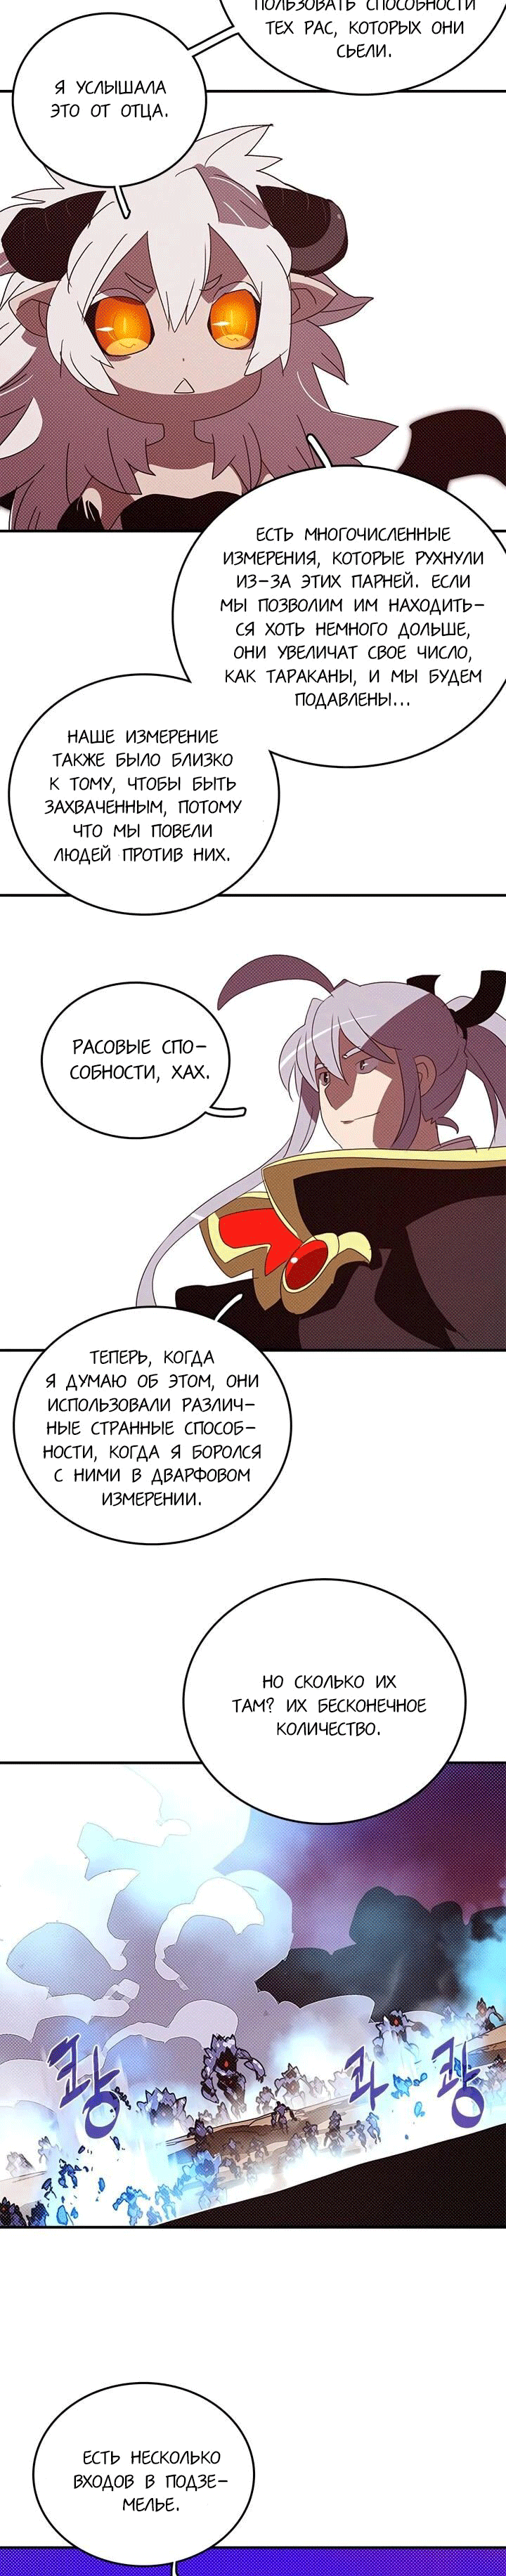 ПОЛЬЗОВАТЬ СПОСОБНОСТИ
ТЕХ РАС, КОТОРЫХ ОНИ
СЬЕЛИ.
Я УСЛЫШАЛА
ЭТО ОТ ОТЦА.
ЕСТЬ МНОГОЧИСЛЕННЫЕ
ИЗМЕРЕНИЯ, КОТОРЫЕ РУХНУЛИ
ИЗ-ЗА ЭТИХ ПАРНЕЙ. ЕСЛИ
МЫ ПОЗВОЛИМ ИМ НАХОДИТЬ-
СЯ ХОТЬ НЕМНОГО ДОЛЬШЕ,
ОНИ УВЕЛИЧАТ СВОЕ ЧИСЛО,
КАК ТАРАКАНЫ, И МЫ БУДЕМ
ПОДАВЛЕНЫ...
НАШЕ ИЗМЕРЕНИЕ
ТАКЖЕ БЫЛО БЛИЗКО
К ТОМУ, ЧТОБЫ БЫТЬ
ЗАХВАЧЕННЫМ, ПОТОМУ
ЧТО МЫ ПОВЕЛИ
ЛЮДЕЙ ПРОТИВ НИХ.
РАСОВЫЕ СПО-
СОБНОСТИ, ХАХ.
ТЕПЕРЬ, КОГДА
Я ДУМАЮ ОБ ЭТОМ, ОНИ
ИСПОЛЬЗОВАЛИ РАЗЛИЧ-
НЫЕ СТРАННЫЕ СПОСОБ-
НОСТИ, КОГДА Я БОРОЛСЯ
С НИМИ В ДВАРФОВОМ
ИЗМЕРЕНИИ.
НО СКОЛЬКО ИХ
ТАМ? ИХ БЕСКОНЕЧНОЕ
КОЛИЧЕСТВО.
쾅 콰 쾅
ЕСТЬ НЕСКОЛЬКО
ВХОДОВ В ПОДЗЕ-
МЕЛЬЕ.